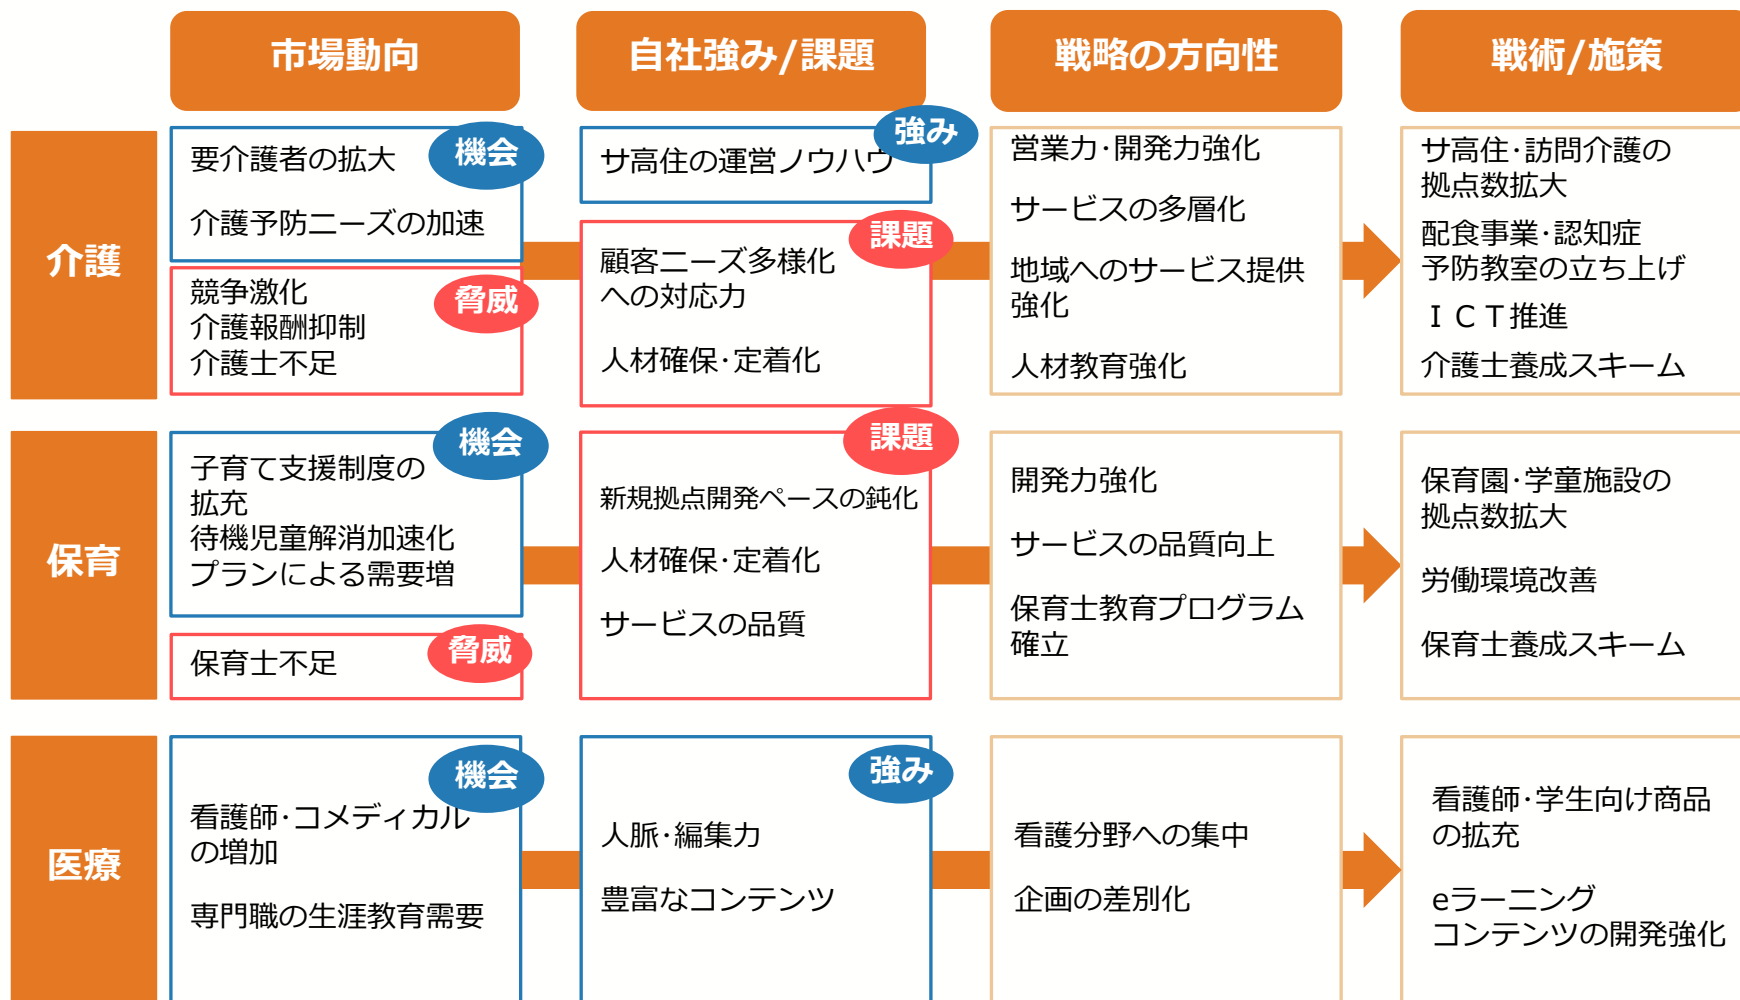 市場動向
自社強み/課題
戦略の方向性
戦術/施策
介護
機会
要介護者の拡大
介護予防ニーズの加速
脅威
競争激化
介護報酬抑制
介護士不足
強み
サ高住の運営ノウハウ
課題
顧客ニーズ多様化
への対応力
人材確保･定着化
営業力･開発力強化
サービスの多層化
地域へのサービス提供
強化
人材教育強化
サ高住･訪問介護の
拠点数拡大
配食事業･認知症
予防教室の立ち上げ
ＩＣＴ推進
介護士養成スキーム
保育
機会
子育て支援制度の
拡充
待機児童解消加速化
プランによる需要増
脅威
保育士不足
課題
新規拠点開発ペースの鈍化
人材確保･定着化
サービスの品質
開発力強化
サービスの品質向上
保育士教育プログラム
確立
保育園･学童施設の
拠点数拡大
労働環境改善
保育士養成スキーム
医療
機会
看護師･コメディカル
の増加
専門職の生涯教育需要
強み
人脈･編集力
豊富なコンテンツ
看護分野への集中
企画の差別化
看護師･学生向け商品
の拡充
eラーニング
コンテンツの開発強化